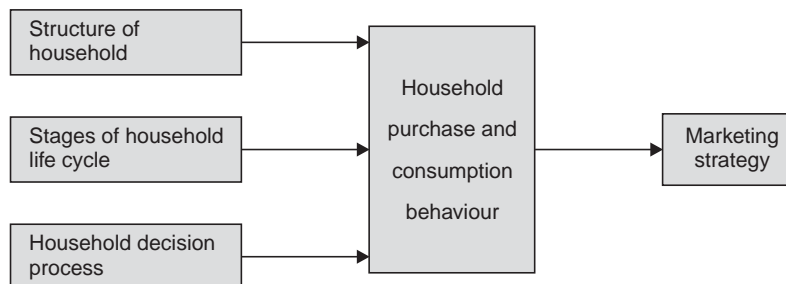 Structure of
household
Stages of household
life cycle
Household decision
process
Household
purchase and
consumption
behaviour
Marketing
strategy